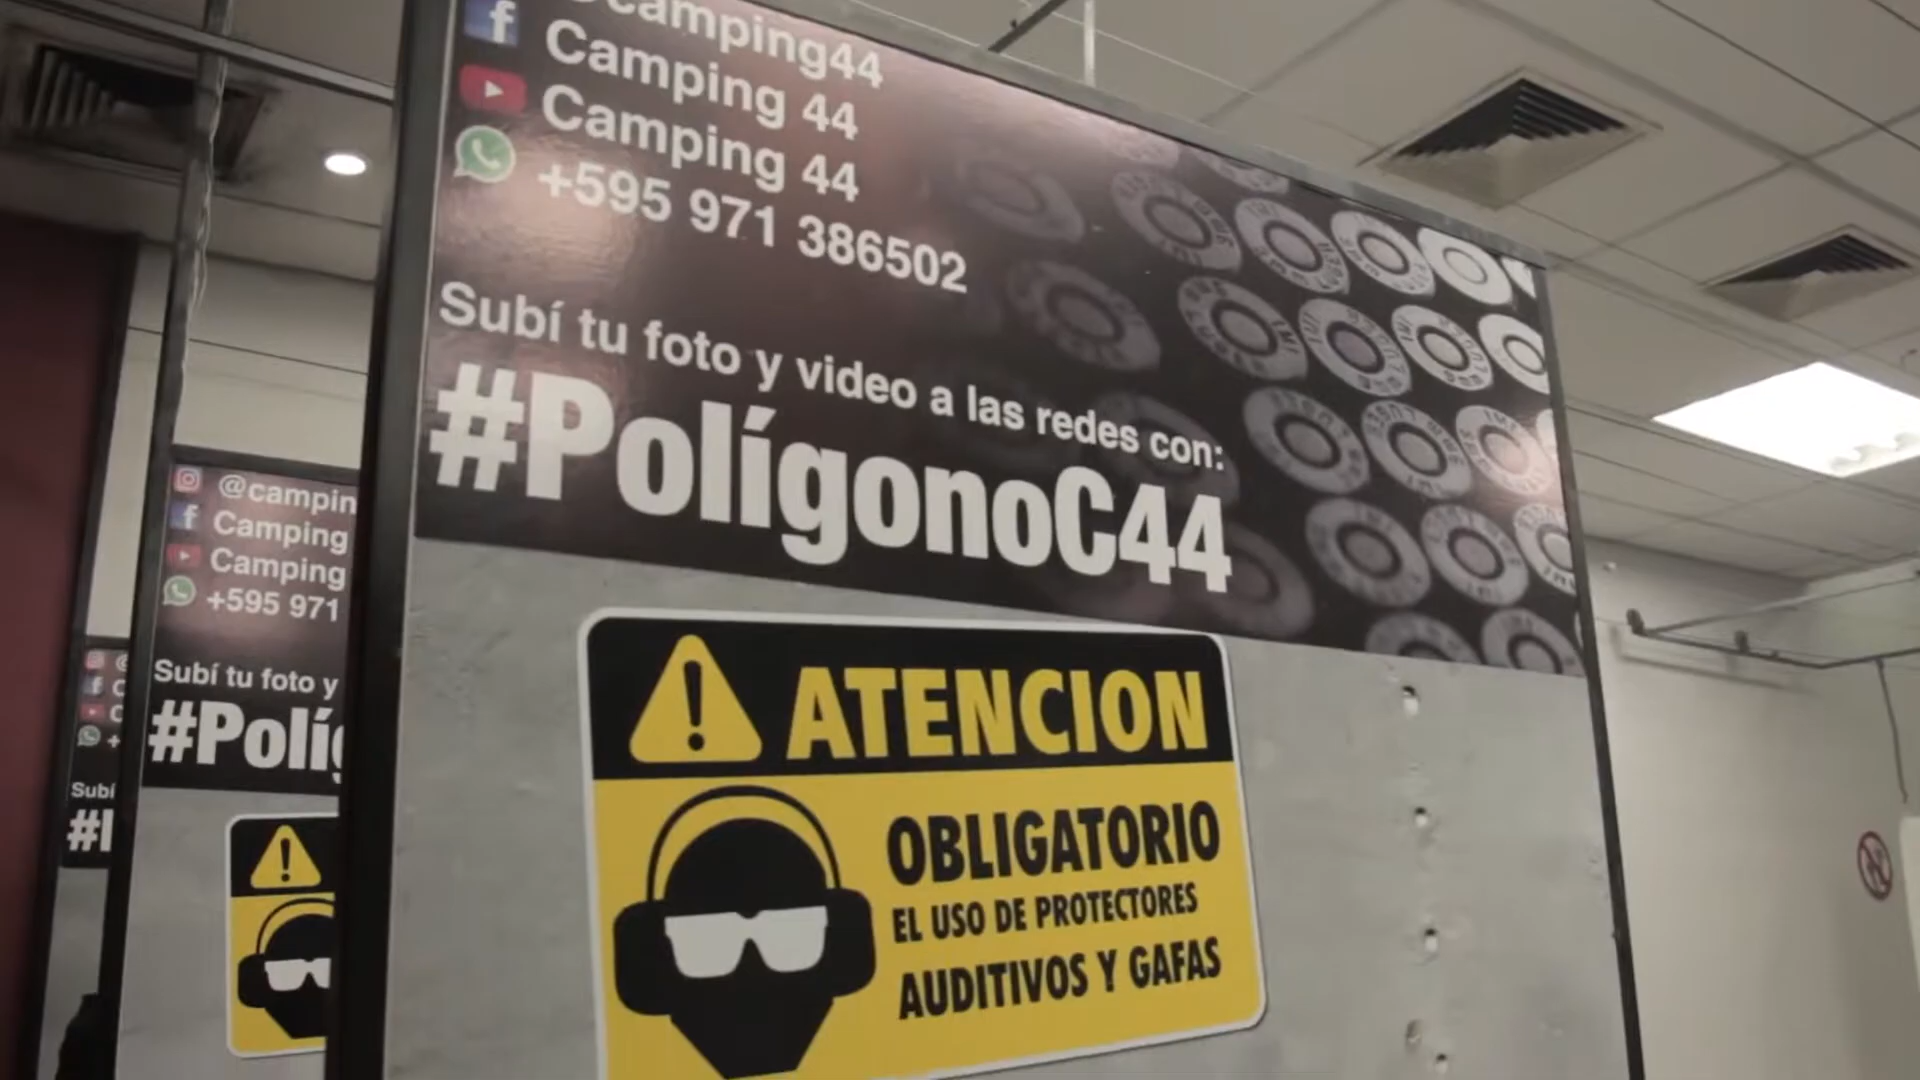 @camping44
Camping 44
Camping 44
+595 971 386502
Subí tu foto y video a las redes con:
#PolígonoC44
ATENCION
OBLIGATORIO
EL USO DE PROTECTORES
AUDITIVOS Y GAFAS
@campin
Camping
Camping
+595 971
Subí tu foto y
#Políg
Subí